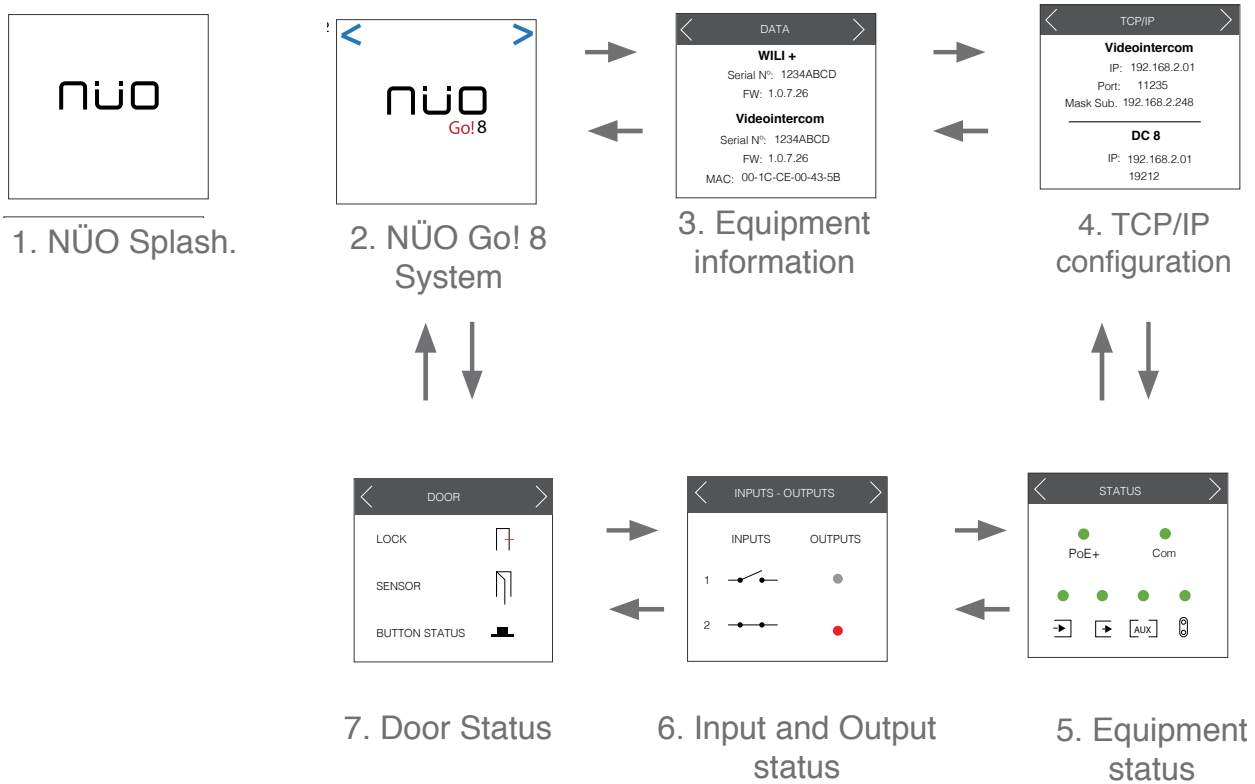 nüo
1. NÜO Splash.
< >
nüo
Go! 8
2. NÜO Go! 8
System
< DATA >
WILI +
Serial Nº: 1234ABCD
FW: 1.0.7.26
Videointercom
Serial Nº: 1234ABCD
FW: 1.0.7.26
MAC: 00-1C-CE-00-43-5B
3. Equipment
information
< TCP/IP >
Videointercom
IP: 192.168.2.01
Port: 11235
Mask Sub. 192.168.2.248
DC 8
IP: 192.168.2.01
19212
4. TCP/IP
configuration
< DOOR >
LOCK
SENSOR
BUTTON STATUS
7. Door Status
< INPUTS - OUTPUTS >
INPUTS OUTPUTS
1
2
6. Input and Output
status
< STATUS >
PoE+ Com
AUX
5. Equipment
status